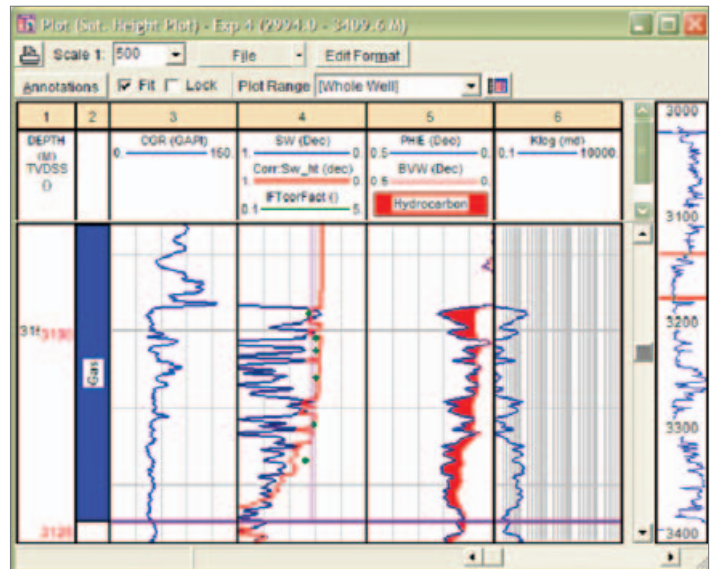 Plot (Sat. Height Plot) - Exp 4 (2994.0 - 3409.6 M)
Scale 1: 500 File Edit Format
Annotations Fit Lock Plot Range [Whole Well]
1 2 3 4 5 6
DEPTH (M) TVDSS ()
CGR (GAPI)
0. 150.
SW (Dec)
1. 0.
Corr:Sw_ht (dec)
1. 0.
IFTcorFact ()
0.1 5.
PHIE (Dec)
0.5 0.
BVW (Dec)
0.5 0.
Hydrocarbon
Klog (md)
0.1 10000.
3000
3100
3200
3300
3400
Gas
3100
3120